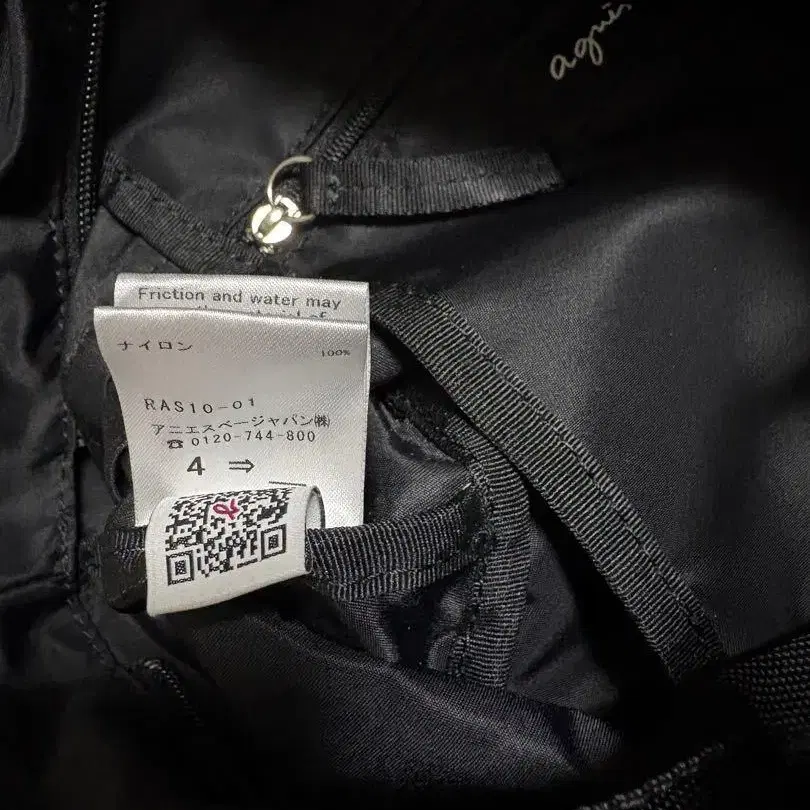 agnès
Friction and water may
ナイロン 100%
RAS10-01
アニエスベージャパン㈱
☎0120-744-800
4 ⇒